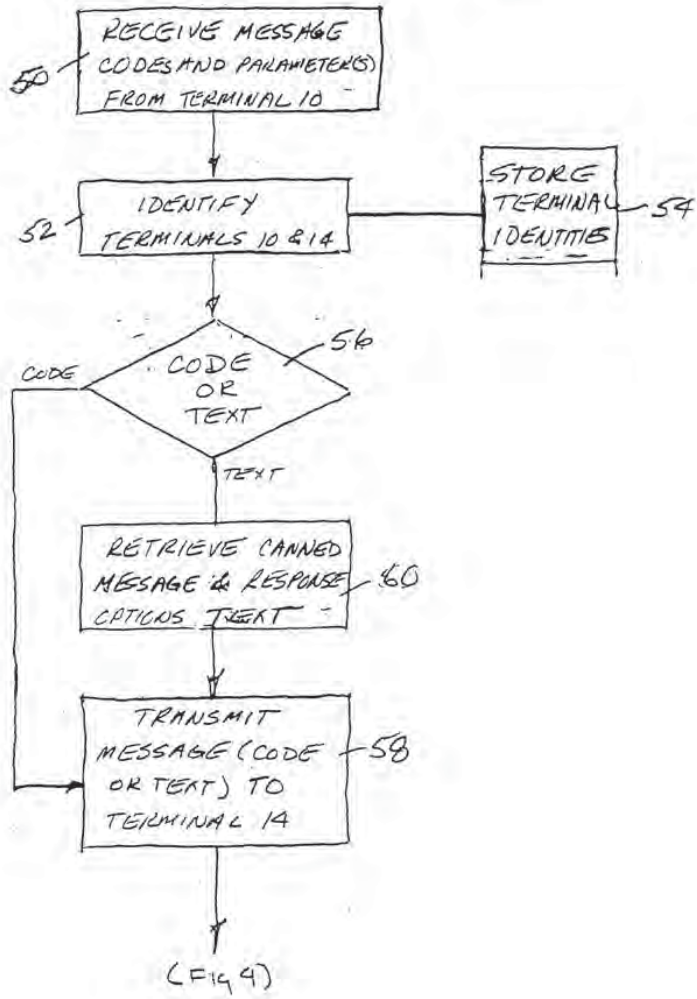 RECEIVE MESSAGE
CODES AND PARAMETER(S)
FROM TERMINAL 10
50
IDENTIFY
TERMINALS 10 & 14
52
STORE
TERMINAL
IDENTITIES
54
CODE
OR
TEXT
56
CODE
TEXT
RETRIEVE CANNED
MESSAGE & RESPONSE
OPTIONS TEXT
60
TRANSMIT
MESSAGE (CODE
OR TEXT) TO
TERMINAL 14
58
(Fig 4)